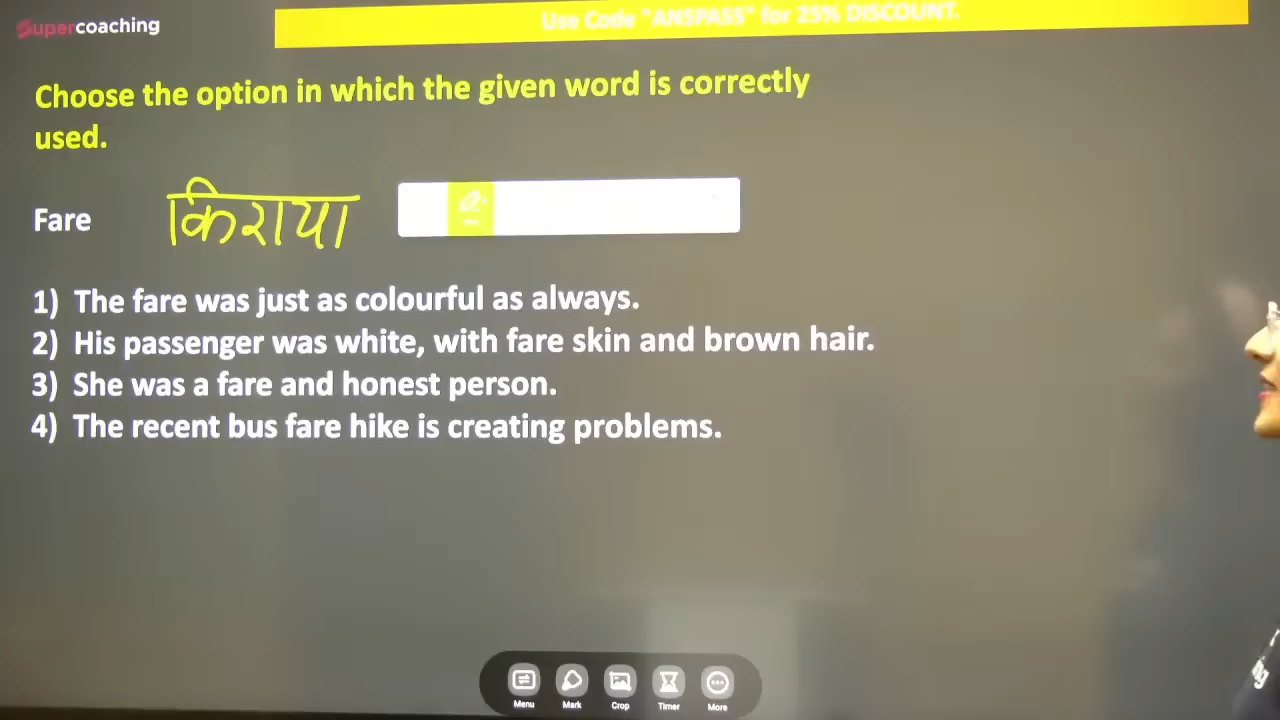 Supercoaching
Use Code "ANSPASS" for 25% DISCOUNT.
Choose the option in which the given word is correctly
used.
Fare किराया
1) The fare was just as colourful as always.
2) His passenger was white, with fare skin and brown hair.
3) She was a fare and honest person.
4) The recent bus fare hike is creating problems.
Menu Mark Crop Timer More